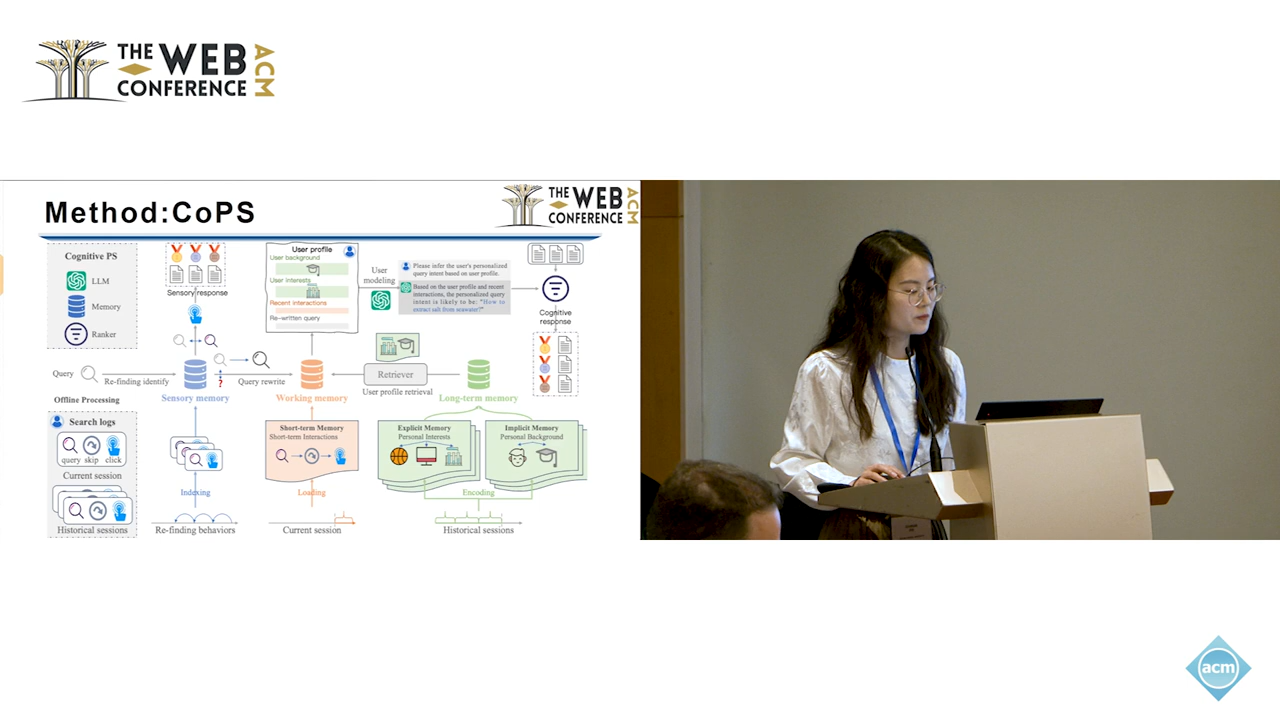 THE WEB
CONFERENCE
ACM
Method:CoPS
THE WEB
CONFERENCE
ACM
Cognitive PS
LLM
Memory
Ranker
Sensory response
User profile
User background
User interests
Recent interactions
Re-written query
User
modeling
Please infer the user's personalized
query intent based on user profile.
Based on the user profile and recent
interactions, the personalized query
intent is likely to be: "How to
extract salt from seawater?"
Cognitive
response
Query
Re-finding identify
?
Query rewrite
Retriever
User profile retrieval
Sensory memory
Working memory
Long-term memory
Offline Processing
Search logs
query skip click
Current session
Historical sessions
Indexing
Re-finding behaviors
Short-term Memory
Short-term Interactions
Loading
Current session
Explicit Memory
Personal Interests
Implicit Memory
Personal Background
Encoding
Historical sessions
acm